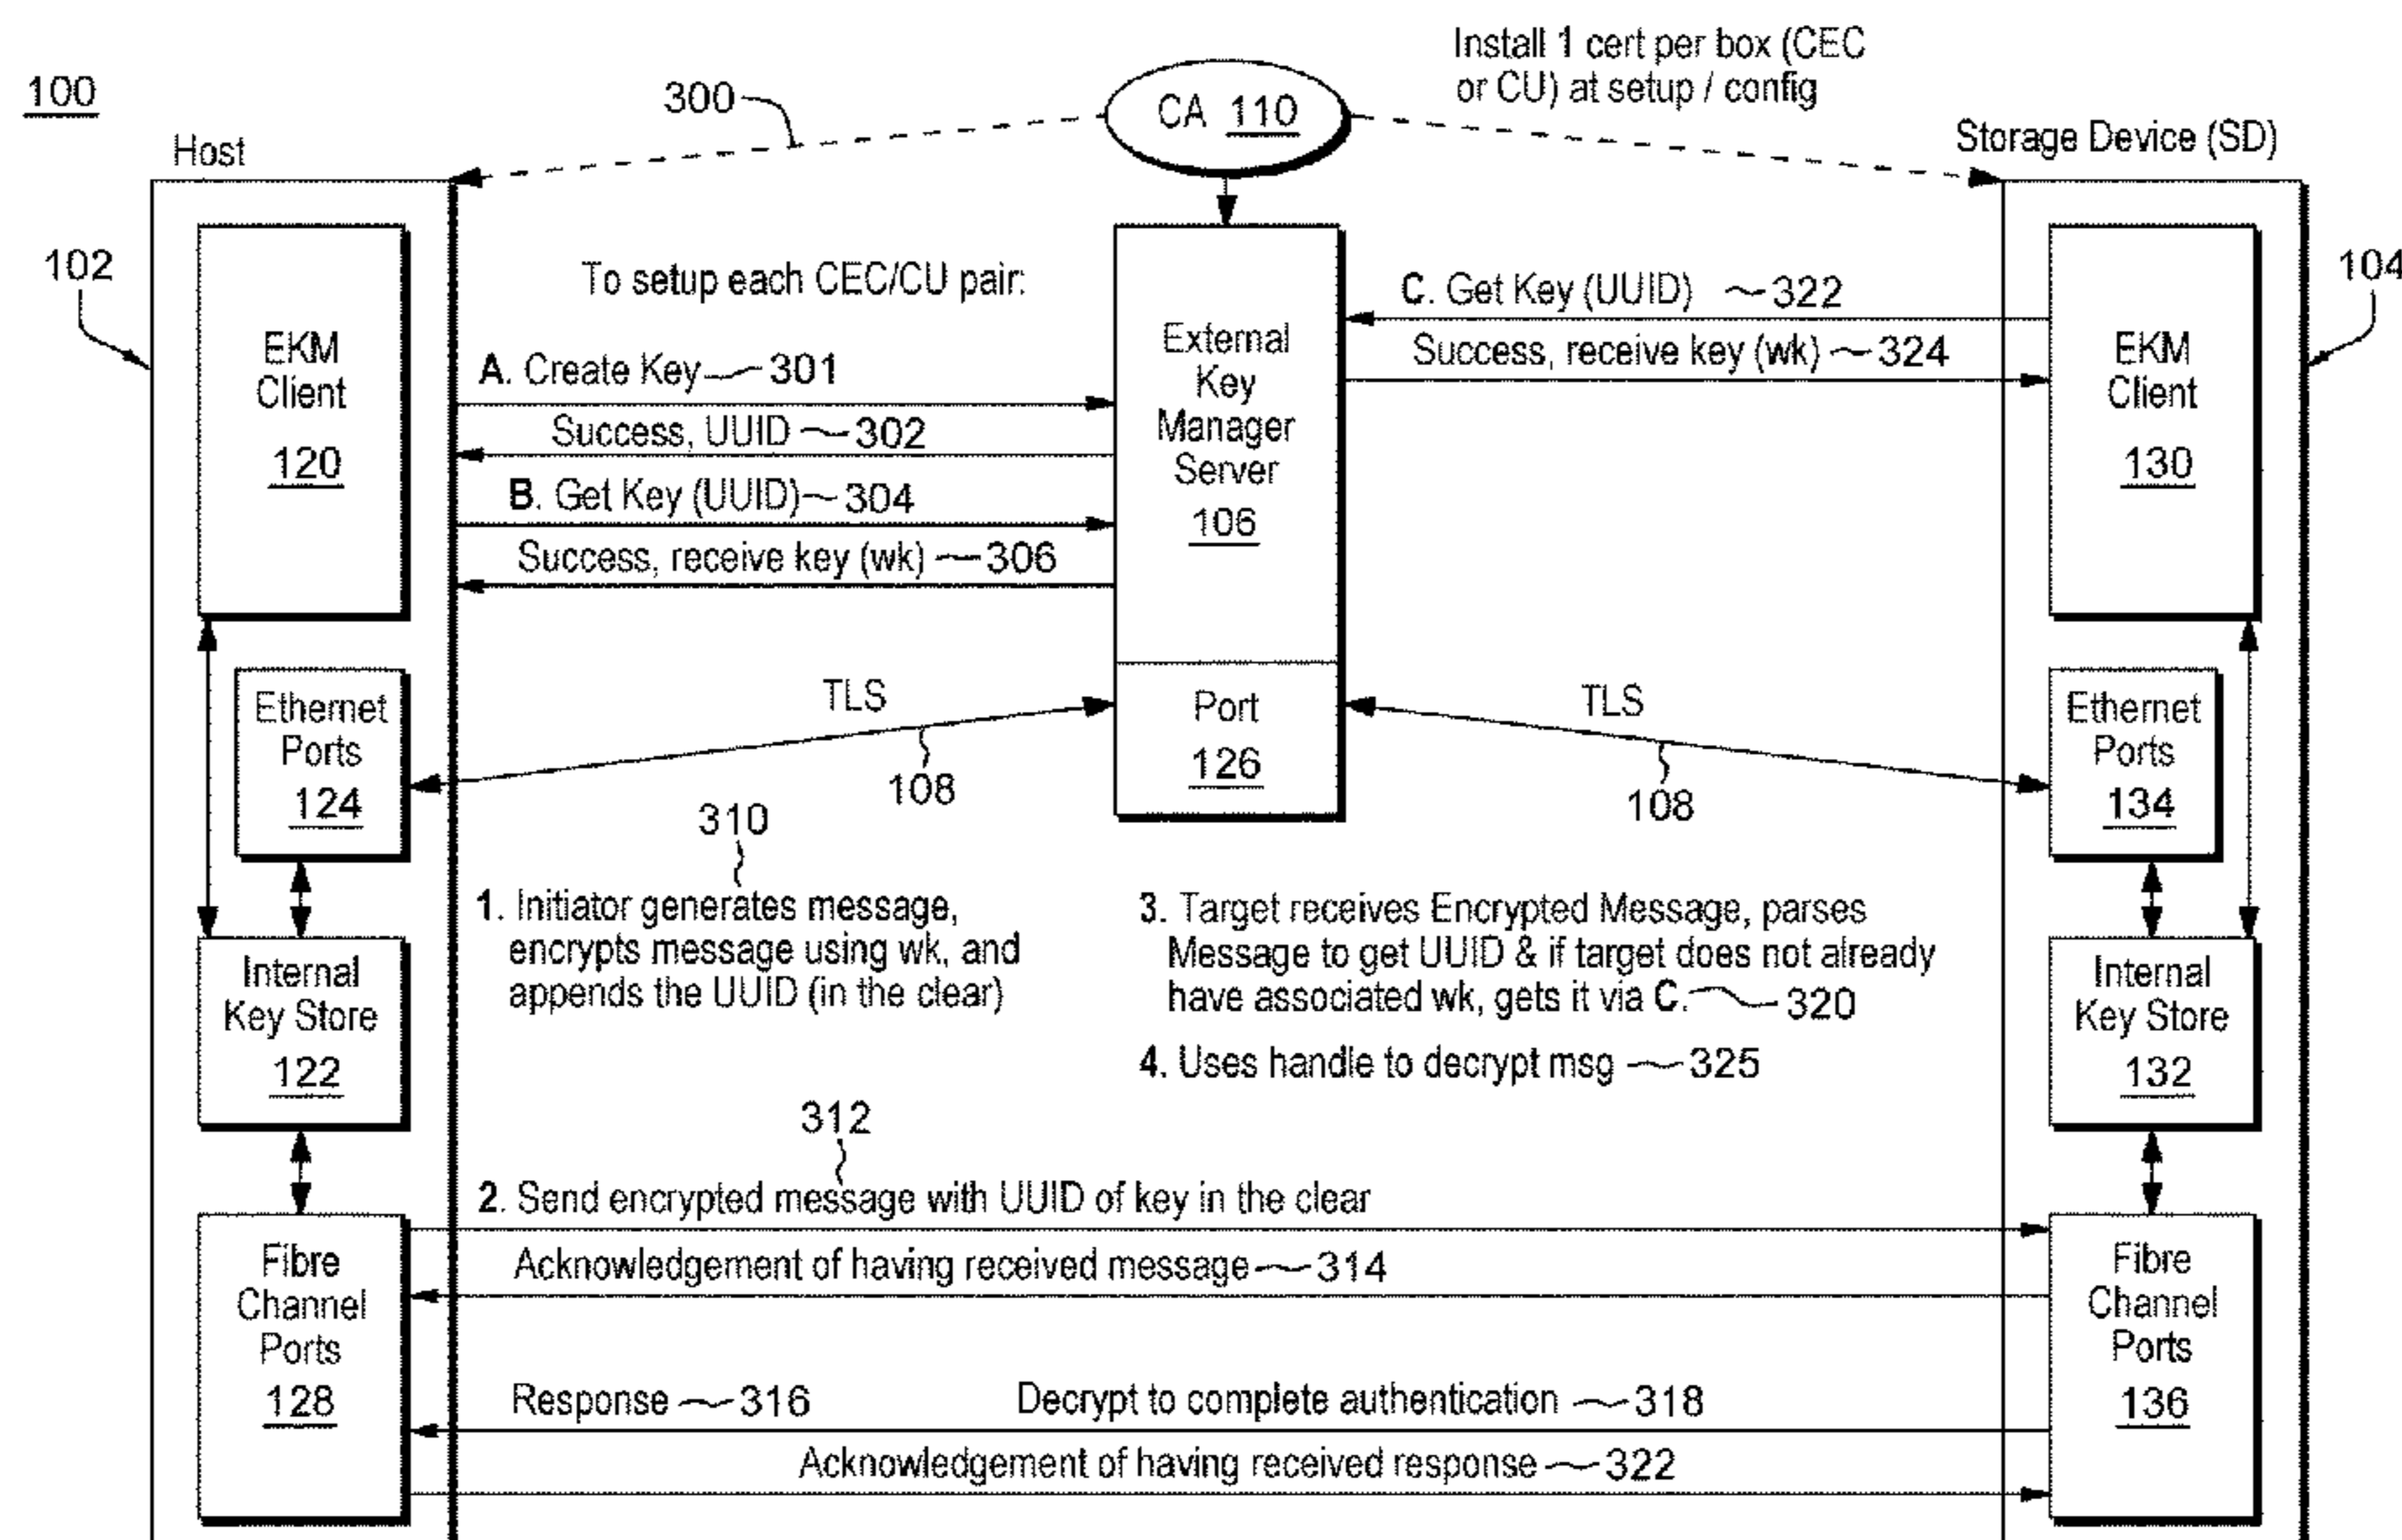 100
300
CA 110
Install 1 cert per box (CEC
or CU) at setup / config
Host
Storage Device (SD)
102
104
EKM
Client
120
To setup each CEC/CU pair:
A. Create Key 301
Success, UUID 302
B. Get Key (UUID) 304
Success, receive key (wk) 306
External
Key
Manager
Server
106
C. Get Key (UUID) 322
Success, receive key (wk) 324
EKM
Client
130
Ethernet
Ports
124
TLS
108
Port
126
TLS
108
Ethernet
Ports
134
310
1. Initiator generates message,
encrypts message using wk, and
appends the UUID (in the clear)
3. Target receives Encrypted Message, parses
Message to get UUID & if target does not already
have associated wk, gets it via C. 320
4. Uses handle to decrypt msg 325
Internal
Key Store
122
Internal
Key Store
132
312
2. Send encrypted message with UUID of key in the clear
Acknowledgement of having received message 314
Response 316
Decrypt to complete authentication 318
Acknowledgement of having received response 322
Fibre
Channel
Ports
128
Fibre
Channel
Ports
136